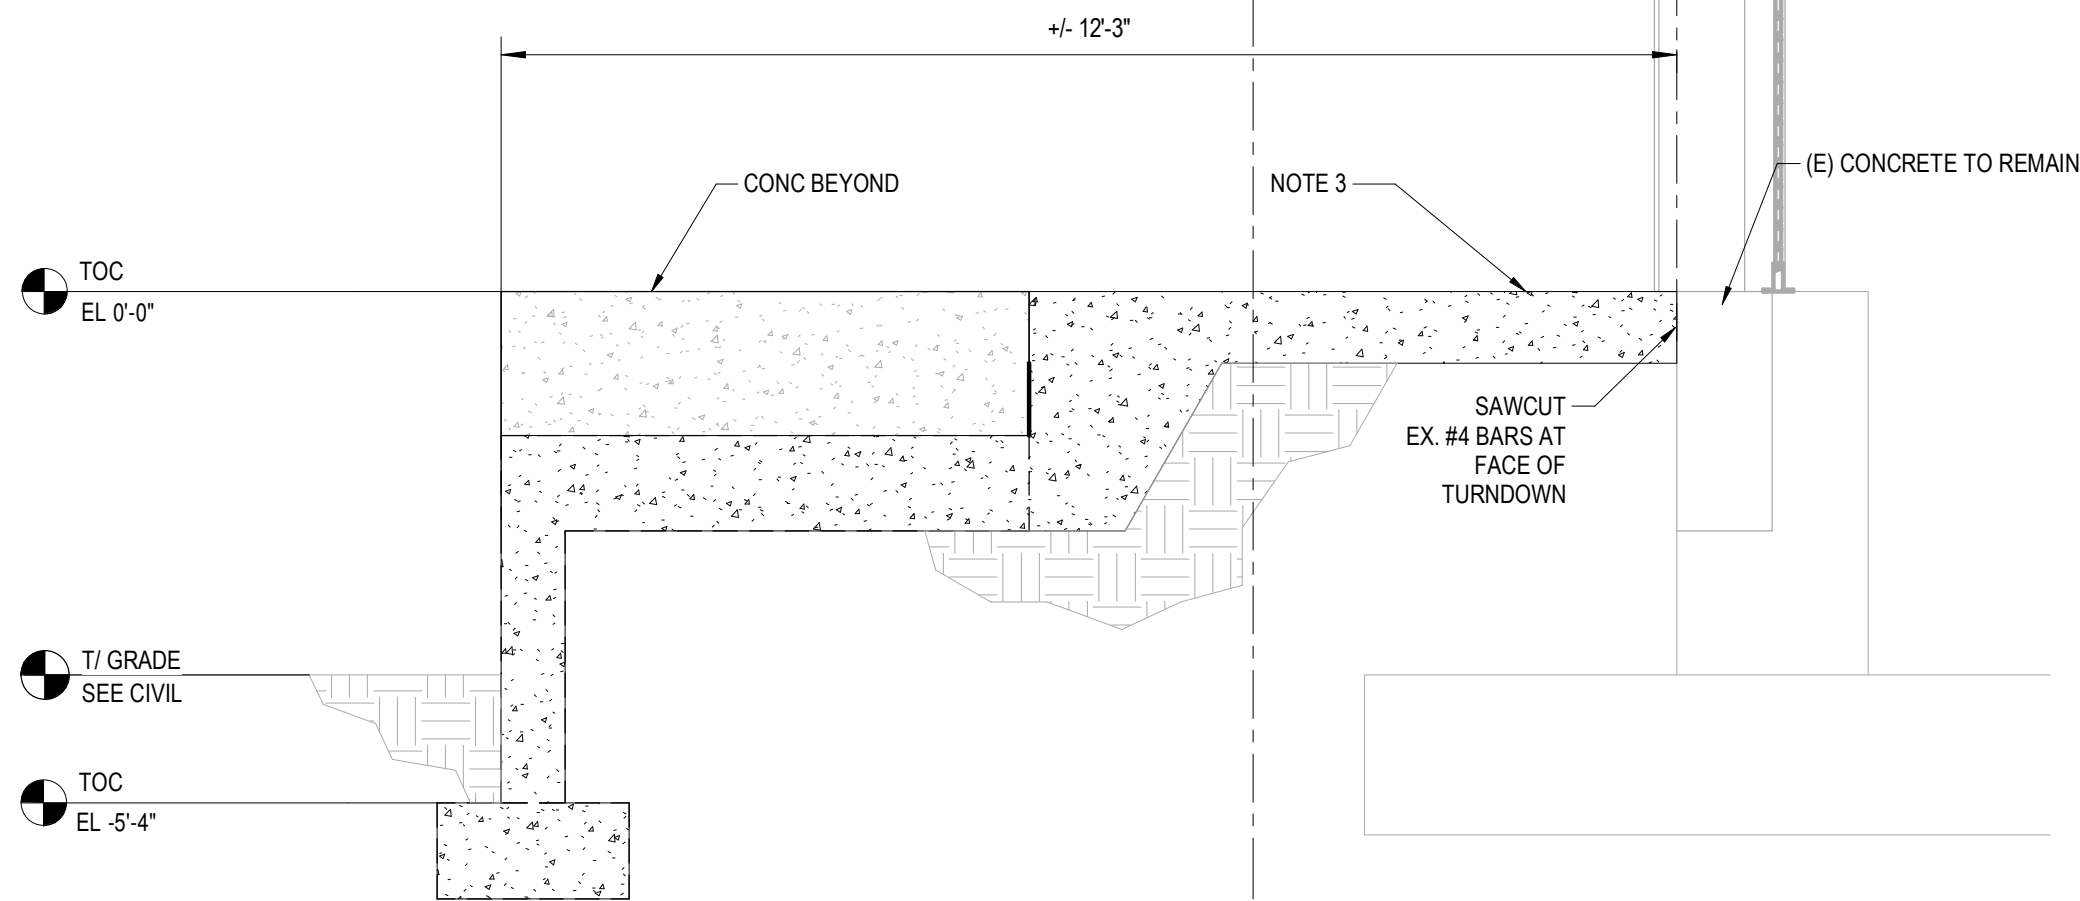 +/- 12'-3"
CONC BEYOND
NOTE 3
(E) CONCRETE TO REMAIN
TOC
EL 0'-0"
SAWCUT
EX. #4 BARS AT
FACE OF
TURNDOWN
T/ GRADE
SEE CIVIL
TOC
EL -5'-4"